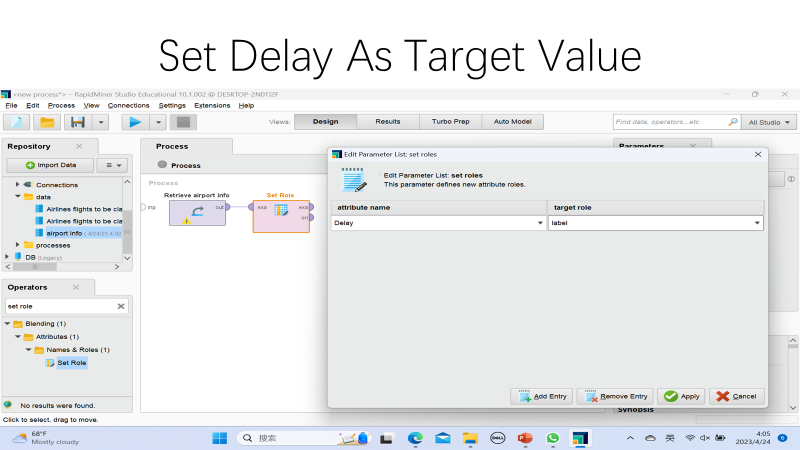 Set Delay As Target Value
<new process*> – RapidMiner Studio Educational 10.1.002 @ DESKTOP-2N0TJ2F
File Edit Process View Connections Settings Extensions Help
Views: Design Results Turbo Prep Auto Model
Find data, operators...etc
All Studio
Repository
Import Data
Connections
data
Airlines flights to be cla
Airlines flights to be cla
airport info (4/24/23 4:02
processes
DB (Legacy)
Operators
set role
Blending (1)
Attributes (1)
Names & Roles (1)
Set Role
No results were found.
Click to select, drag to move.
Process
Process
Process
inp
Retrieve airport info
out
Set Role
exa
exa
ori
Parameters
Edit Parameter List: set roles
Edit Parameter List: set roles
This parameter defines new attribute roles.
attribute name target role
Delay label
Add Entry Remove Entry Apply Cancel
Synopsis
68°F
Mostly cloudy
搜索
DELL
英
4:05
2023/4/24
6